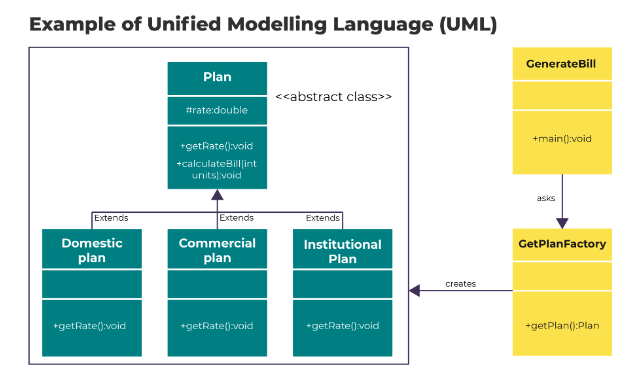 Example of Unified Modelling Language (UML)
Plan
#rate:double
+getRate():void
+calculateBill(int
units):void
<<abstract class>>
GenerateBill
+main():void
asks
Extends
Extends
Extends
Domestic
plan
+getRate():void
Commercial
plan
+getRate():void
Institutional
Plan
+getRate():void
creates
GetPlanFactory
+getPlan():Plan